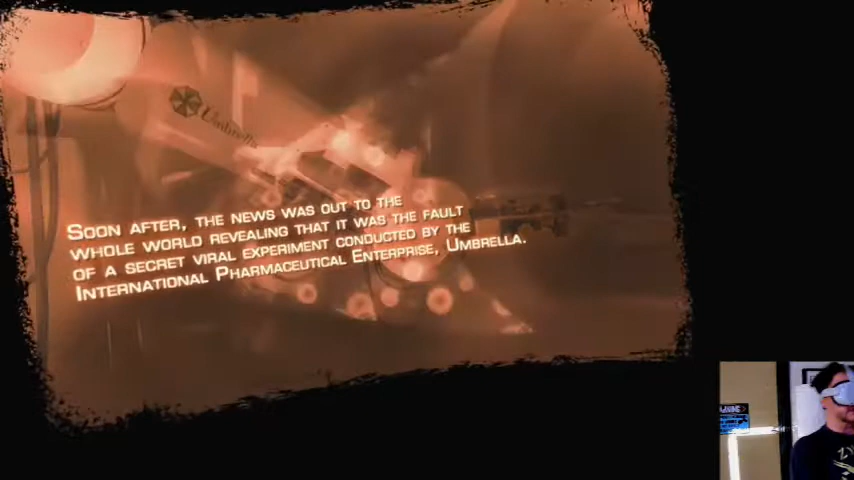 Umbrella
SOON AFTER, THE NEWS WAS OUT TO THE
WHOLE WORLD REVEALING THAT IT WAS THE FAULT
OF A SECRET VIRAL EXPERIMENT CONDUCTED BY THE
INTERNATIONAL PHARMACEUTICAL ENTERPRISE, UMBRELLA.